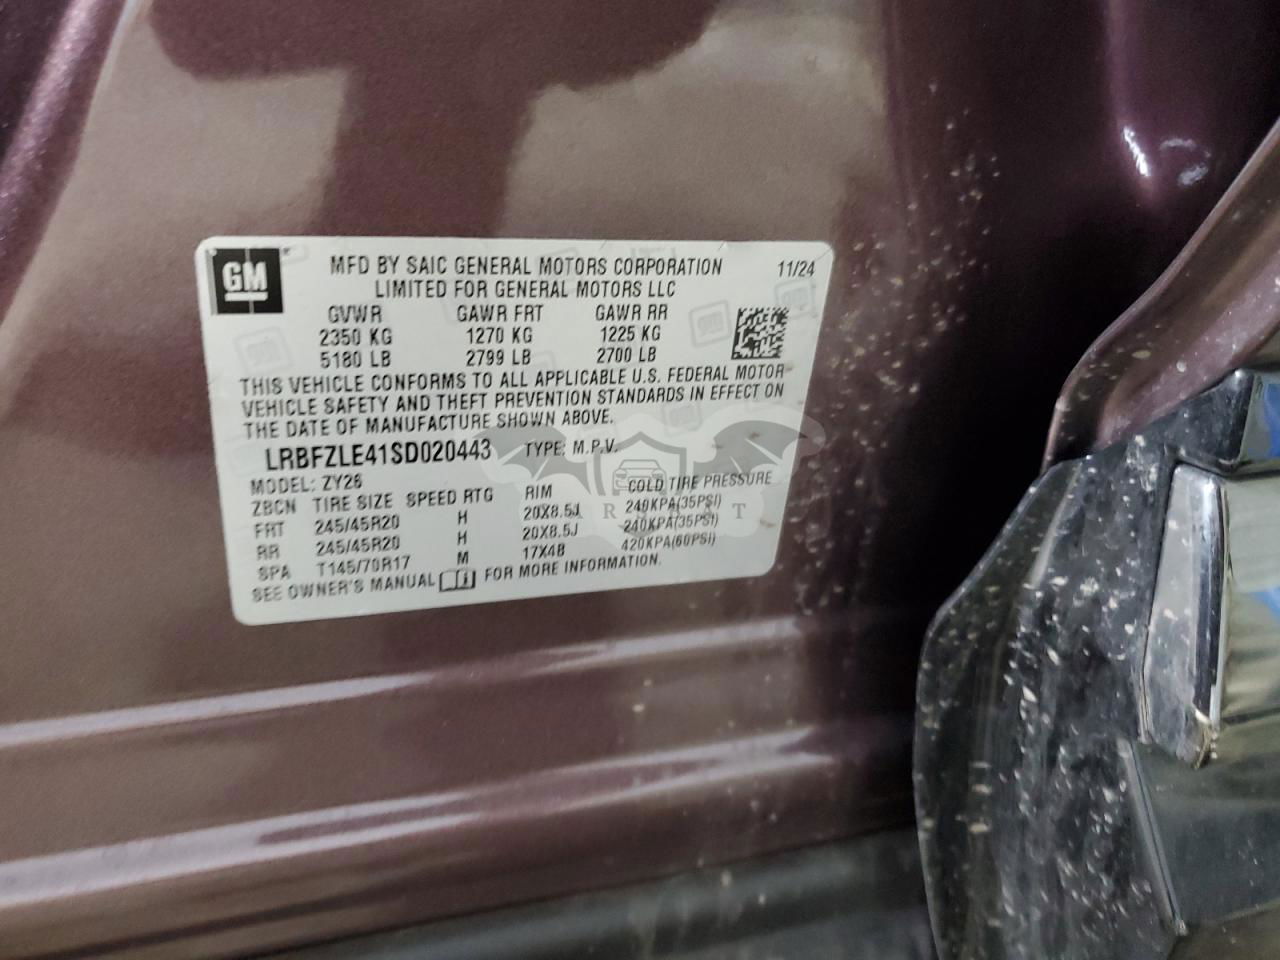 GM
MFD BY SAIC GENERAL MOTORS CORPORATION 11/24
LIMITED FOR GENERAL MOTORS LLC
GVWR GAWR FRT GAWR RR
2350 KG 1270 KG 1225 KG
5180 LB 2799 LB 2700 LB
THIS VEHICLE CONFORMS TO ALL APPLICABLE U.S. FEDERAL MOTOR
VEHICLE SAFETY AND THEFT PREVENTION STANDARDS IN EFFECT ON
THE DATE OF MANUFACTURE SHOWN ABOVE.
LRBFZLE41SD020443 TYPE: M.P.V.
MODEL: ZY26
ZBCN TIRE SIZE SPEED RTG RIM COLD TIRE PRESSURE
FRT 245/45R20 H 20X8.5J 240KPA(35PSI)
RR 245/45R20 H 20X8.5J 240KPA(35PSI)
SPA T145/70R17 M 17X4B 420KPA(60PSI)
SEE OWNER'S MANUAL FOR MORE INFORMATION.